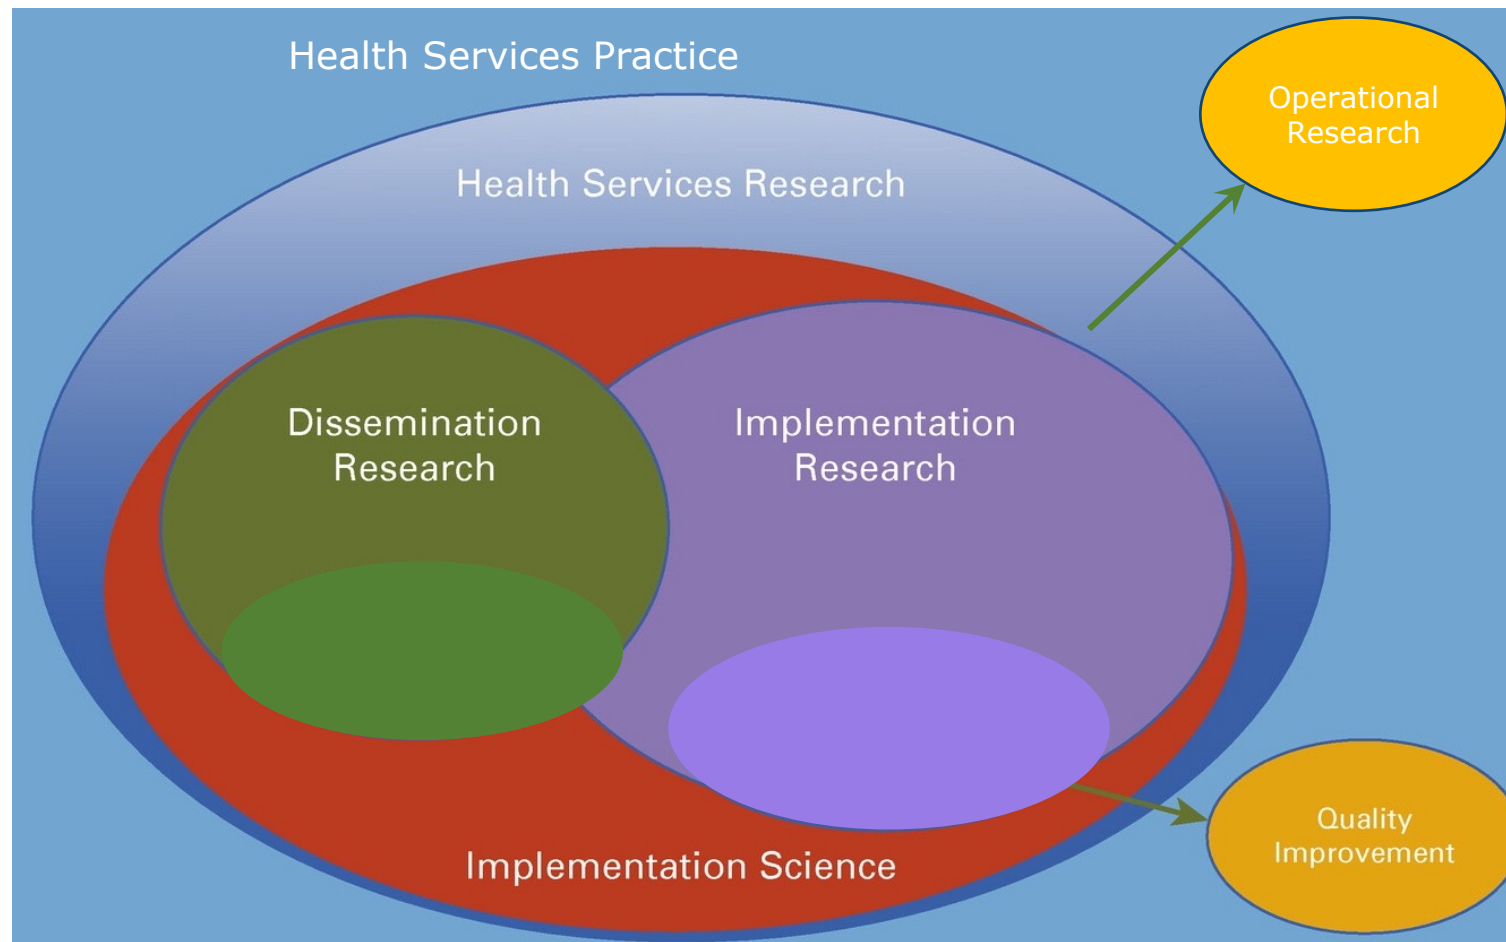 Health Services Practice
Operational
Research
Health Services Research
Dissemination
Research
Implementation
Research
Quality
Improvement
Implementation Science